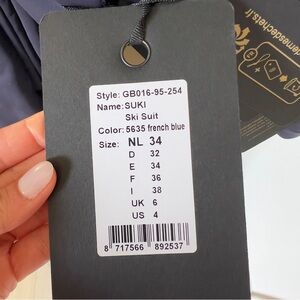 Style: GB016-95-254
Name:SUKI
Ski Suit
Color:5635 french blue
Size: NL 34
D 32
E 34
F 36
I 38
UK 6
US 4
8 717566 892537